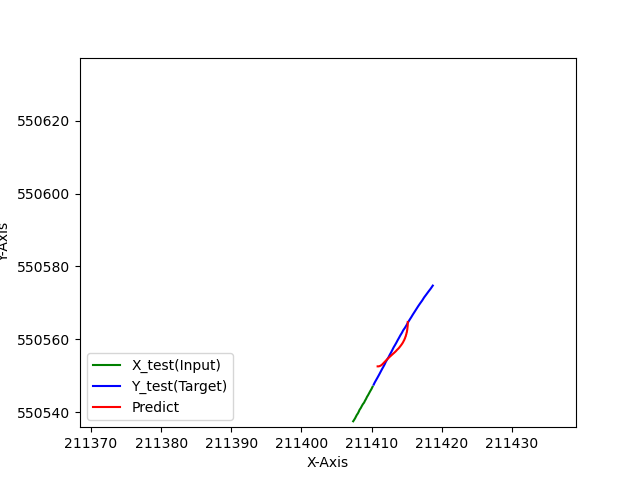 550620
550600
550580
550560
550540
Y-Axis
X_test(Input)
Y_test(Target)
Predict
211370 211380 211390 211400 211410 211420 211430
X-Axis